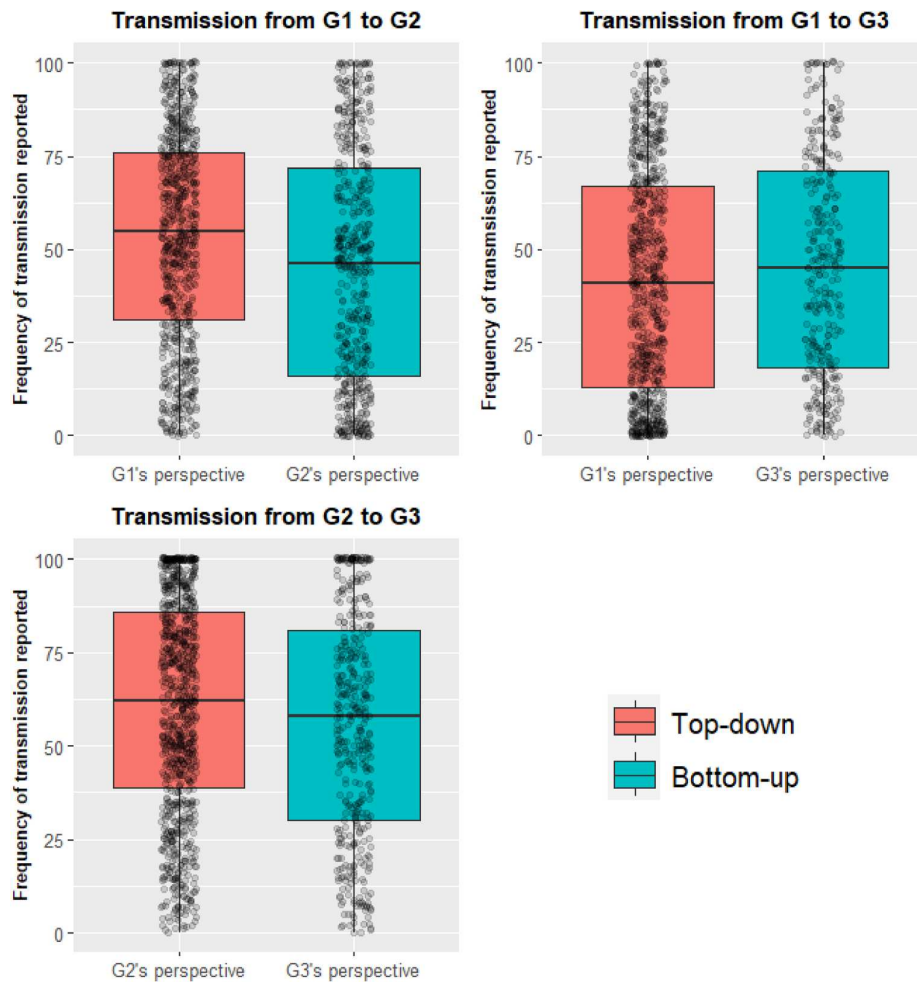 Transmission from G1 to G2
Frequency of transmission reported
100
75
50
25
0
G1's perspective
G2's perspective
Transmission from G1 to G3
Frequency of transmsission reported
100
75
50
25
0
G1's perspective
G3's perspective
Transmission from G2 to G3
Frequency of transmission reported
100
75
50
25
0
G2's perspective
G3's perspective
Top-down
Bottom-up